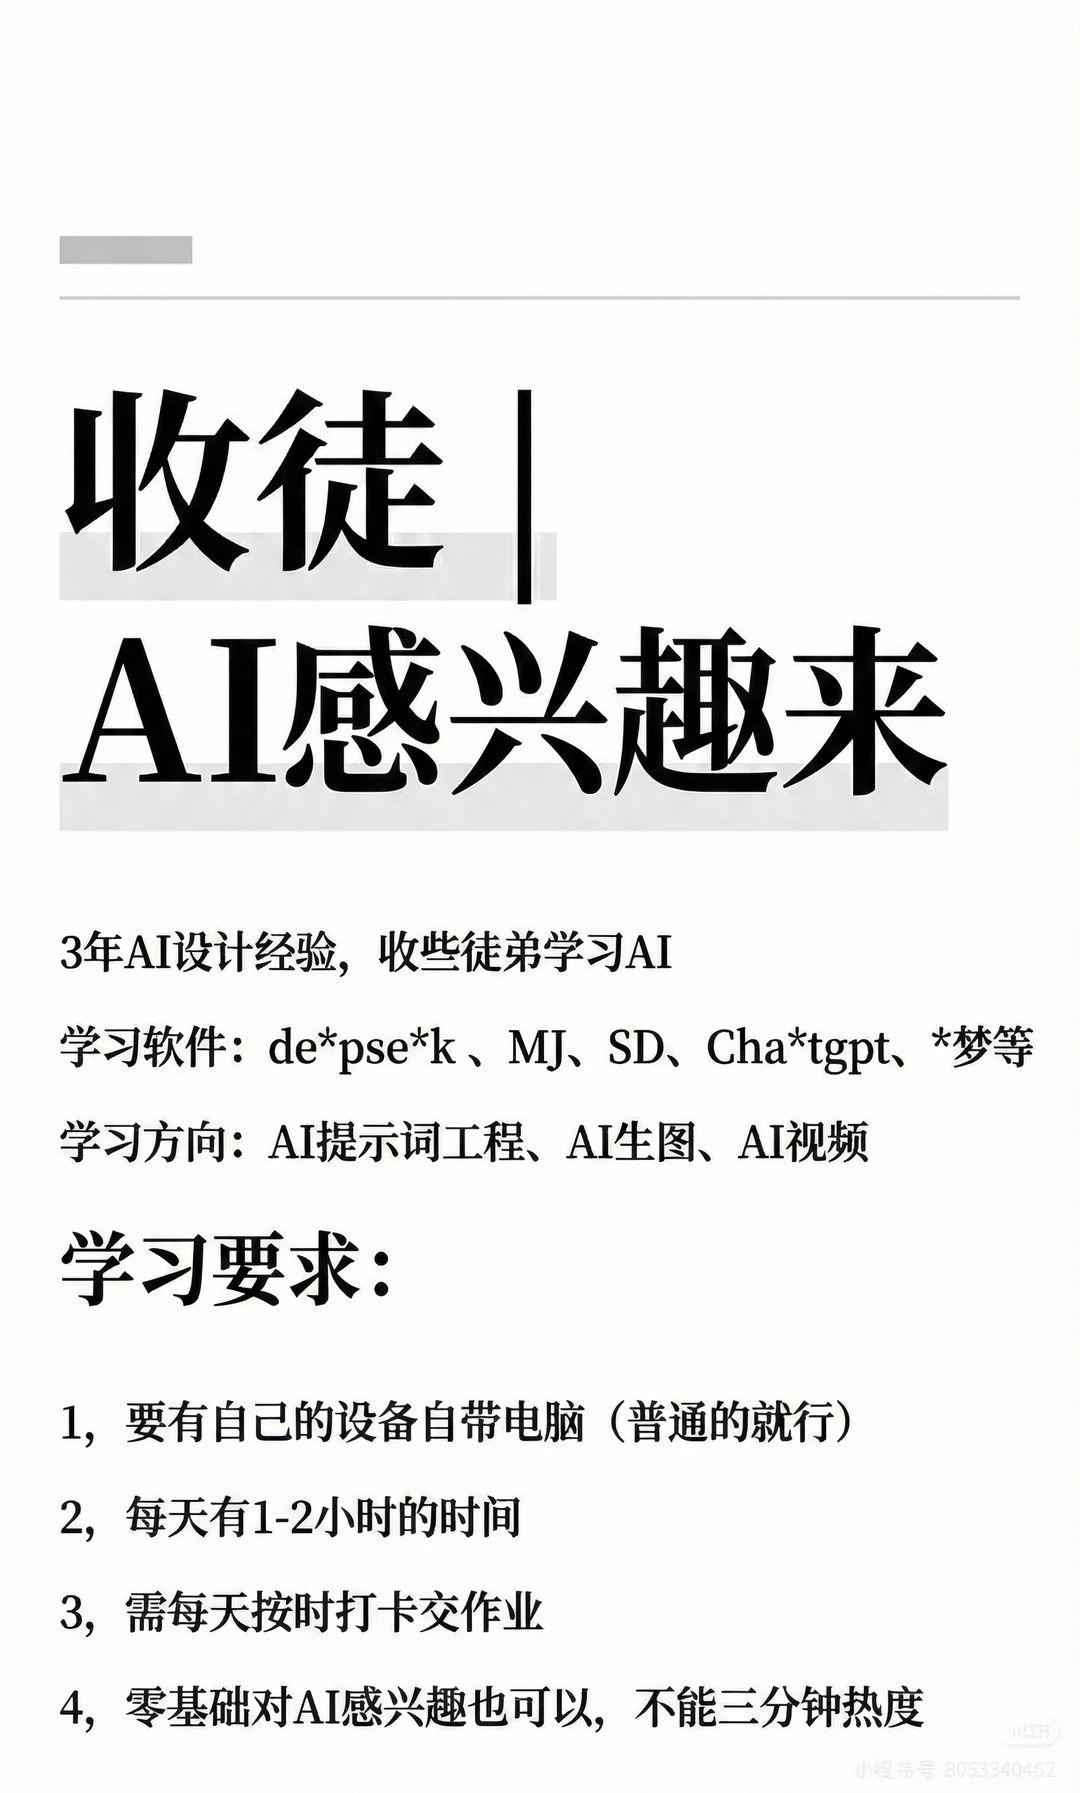 收徒 |
AI感兴趣来
3年AI设计经验，收些徒弟学习AI
学习软件：de*pse*k 、MJ、SD、Cha*tgpt、*梦等
学习方向：AI提示词工程、AI生图、AI视频
学习要求：
1，要有自己的设备自带电脑（普通的就行）
2，每天有1-2小时的时间
3，需每天按时打卡交作业
4，零基础对AI感兴趣也可以，不能三分钟热度
8053340462